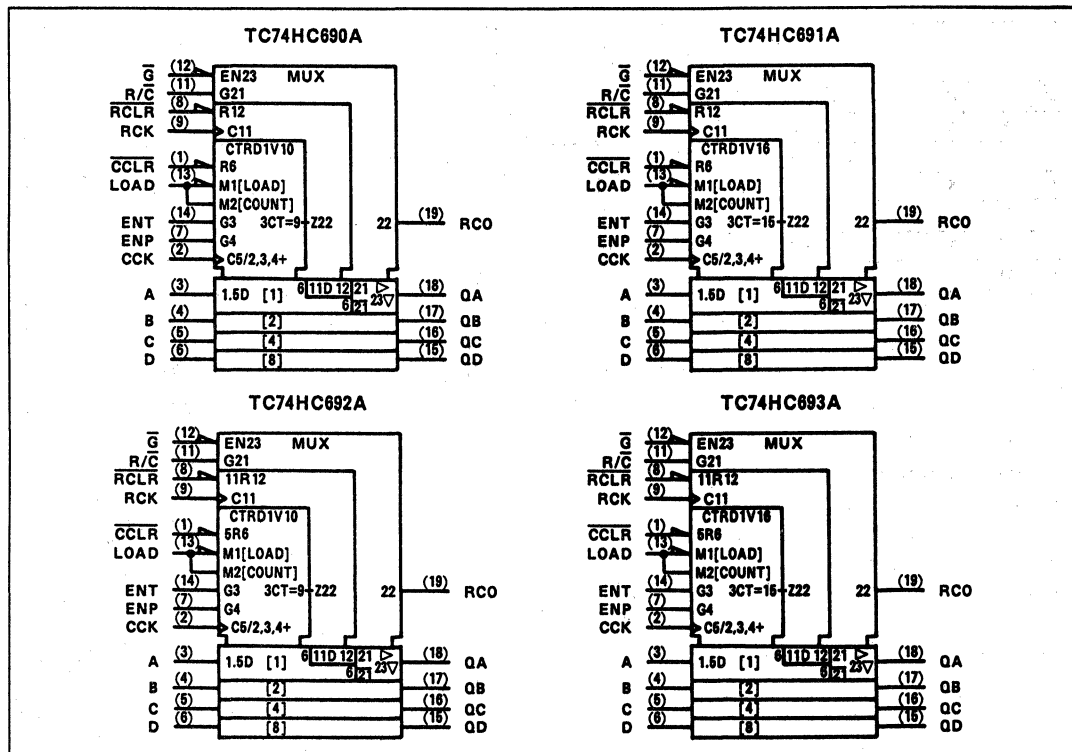 TC74HC690A
G̅ (12) EN23 MUX
R/C̅ (11) G21
R̅C̅L̅R̅ (8) R12
RCK (9) C11
CTRD1V10
C̅C̅L̅R̅ (1) R6
LOAD (13) M1[LOAD]
M2[COUNT]
ENT (14) G3 3CT=9 Z22 22 (19) RCO
ENP (7) G4
CCK (2) C5/2,3,4+
A (3) 1.5D [1] 6 11D 12 21 ▷ (18) QA
6 21 23▽
B (4) [2] (17) QB
C (5) [4] (16) QC
D (6) [8] (15) QD
TC74HC691A
G̅ (12) EN23 MUX
R/C̅ (11) G21
R̅C̅L̅R̅ (8) R12
RCK (9) C11
CTRD1V16
C̅C̅L̅R̅ (1) R6
LOAD (13) M1[LOAD]
M2[COUNT]
ENT (14) G3 3CT=15 Z22 22 (19) RCO
ENP (7) G4
CCK (2) C5/2,3,4+
A (3) 1.5D [1] 6 11D 12 21 ▷ (18) QA
6 21 23▽
B (4) [2] (17) QB
C (5) [4] (16) QC
D (6) [8] (15) QD
TC74HC692A
G̅ (12) EN23 MUX
R/C̅ (11) G21
R̅C̅L̅R̅ (8) 11R12
RCK (9) C11
CTRD1V10
C̅C̅L̅R̅ (1) 5R6
LOAD (13) M1[LOAD]
M2[COUNT]
ENT (14) G3 3CT=9 Z22 22 (19) RCO
ENP (7) G4
CCK (2) C5/2,3,4+
A (3) 1.5D [1] 6 11D 12 21 ▷ (18) QA
6 21 23▽
B (4) [2] (17) QB
C (5) [4] (16) QC
D (6) [8] (15) QD
TC74HC693A
G̅ (12) EN23 MUX
R/C̅ (11) G21
R̅C̅L̅R̅ (8) 11R12
RCK (9) C11
CTRD1V16
C̅C̅L̅R̅ (1) 5R6
LOAD (13) M1[LOAD]
M2[COUNT]
ENT (14) G3 3CT=15 Z22 22 (19) RCO
ENP (7) G4
CCK (2) C5/2,3,4+
A (3) 1.5D [1] 6 11D 12 21 ▷ (18) QA
6 21 23▽
B (4) [2] (17) QB
C (5) [4] (16) QC
D (6) [8] (15) QD